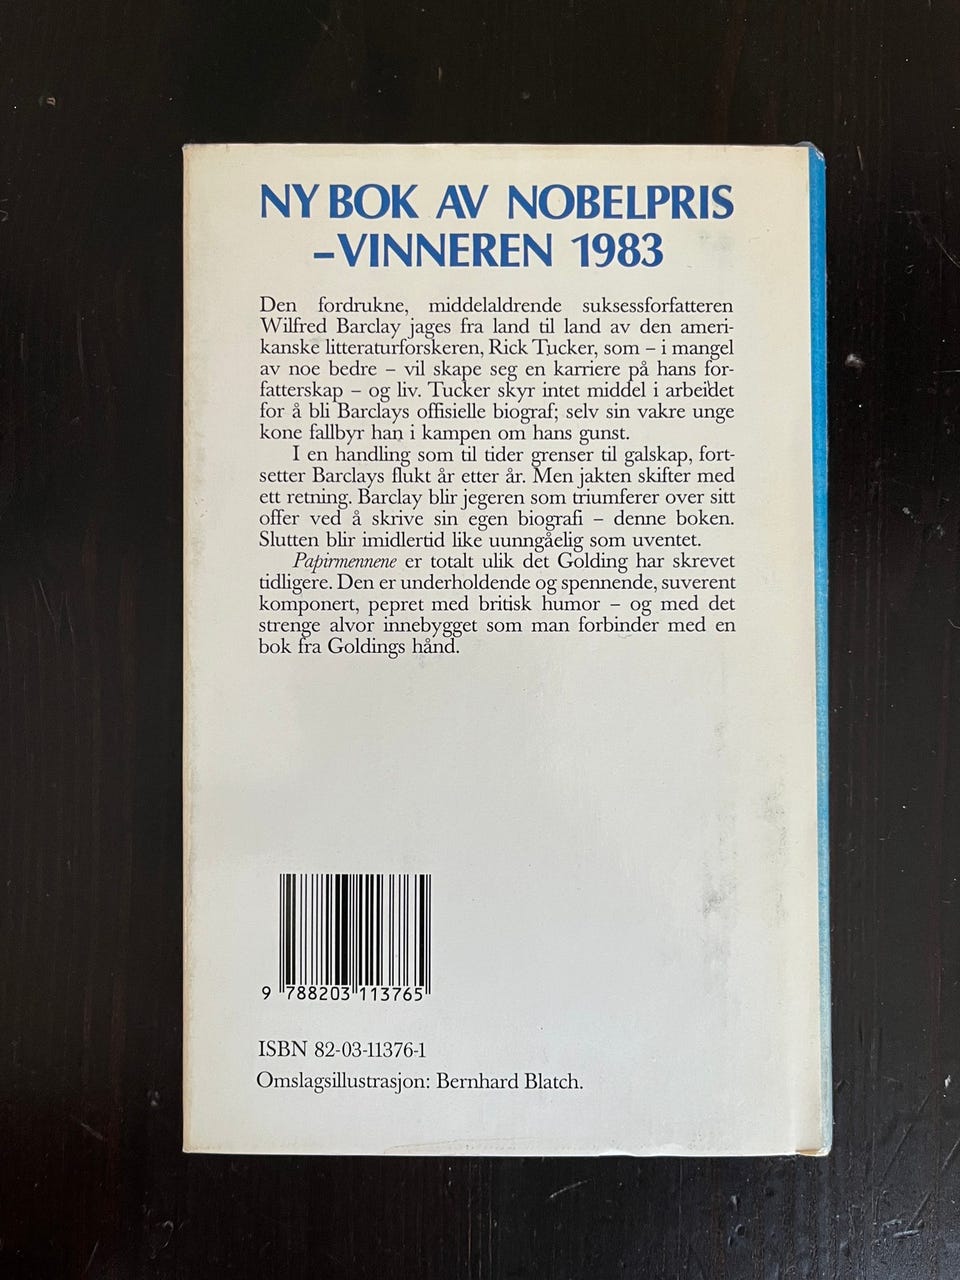 NY BOK AV NOBELPRIS
–VINNEREN 1983
Den fordrukne, middelaldrende suksessforfatteren
Wilfred Barclay jages fra land til land av den ameri-
kanske litteraturforskeren, Rick Tucker, som – i mangel
av noe bedre – vil skape seg en karriere på hans for-
fatterskap – og liv. Tucker skyr intet middel i arbeidet
for å bli Barclays offisielle biograf; selv sin vakre unge
kone fallbyr han i kampen om hans gunst.
I en handling som til tider grenser til galskap, fort-
setter Barclays flukt år etter år. Men jakten skifter med
ett retning. Barclay blir jegeren som triumferer over sitt
offer ved å skrive sin egen biografi – denne boken.
Slutten blir imidlertid like uunngåelig som uventet.
Papirmennene er totalt ulik det Golding har skrevet
tidligere. Den er underholdende og spennende, suverent
komponert, pepret med britisk humor – og med det
strenge alvor innebygget som man forbinder med en
bok fra Goldings hånd.
9 788203 113765
ISBN 82-03-11376-1
Omslagsillustrasjon: Bernhard Blatch.